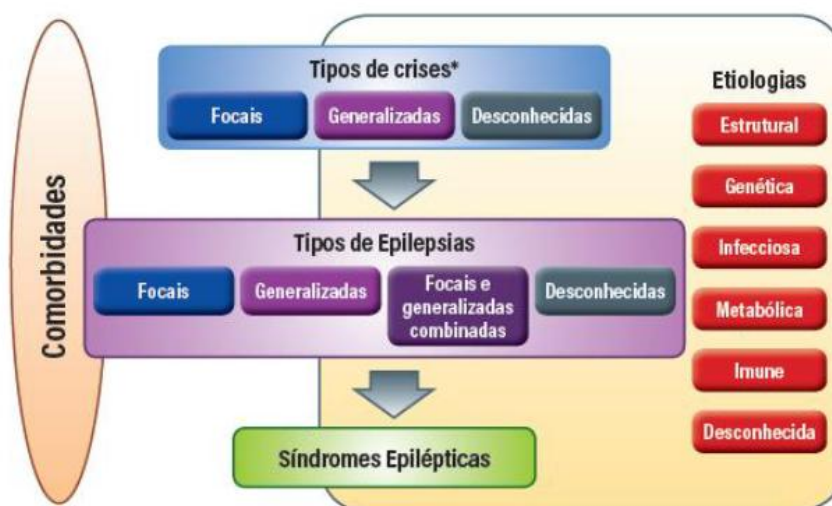 Comorbidades
Tipos de crises*
Focais
Generalizadas
Desconhecidas
Tipos de Epilepsias
Focais
Generalizadas
Focais e
generalizadas
combinadas
Desconhecidas
Síndromes Epilépticas
Etiologias
Estrutural
Genética
Infecciosa
Metabólica
Imune
Desconhecida